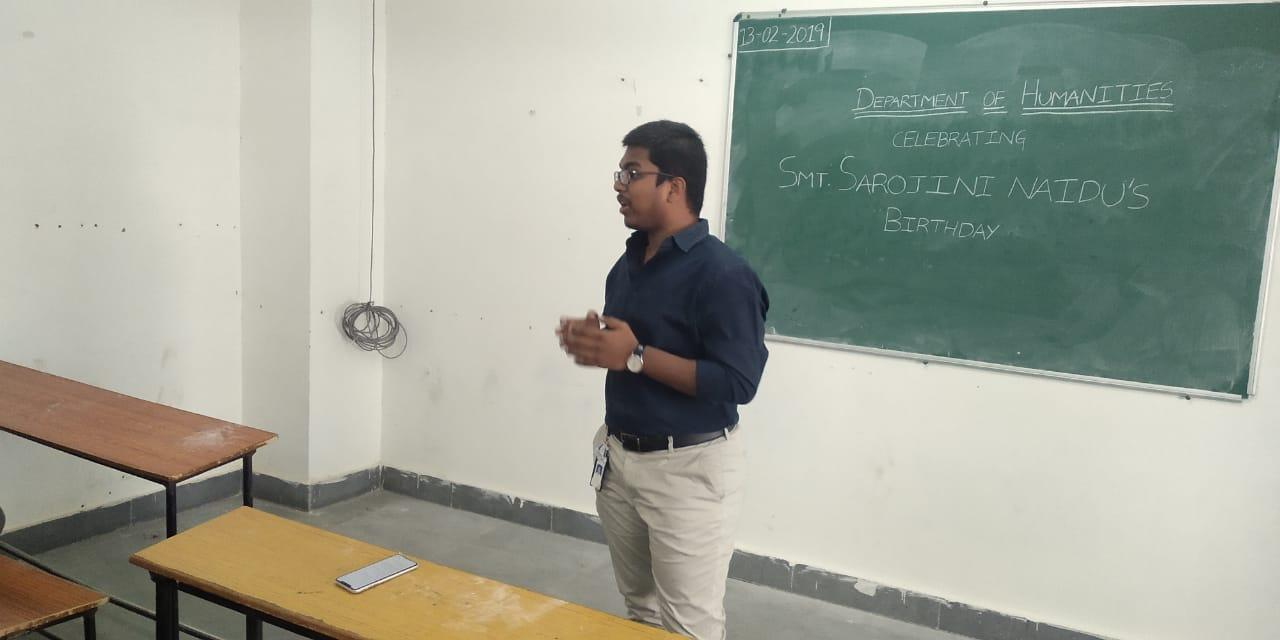 13-02-2019
DEPARTMENT OF HUMANITIES
CELEBRATING
SMT. SAROJINI NAIDU'S
BIRTHDAY